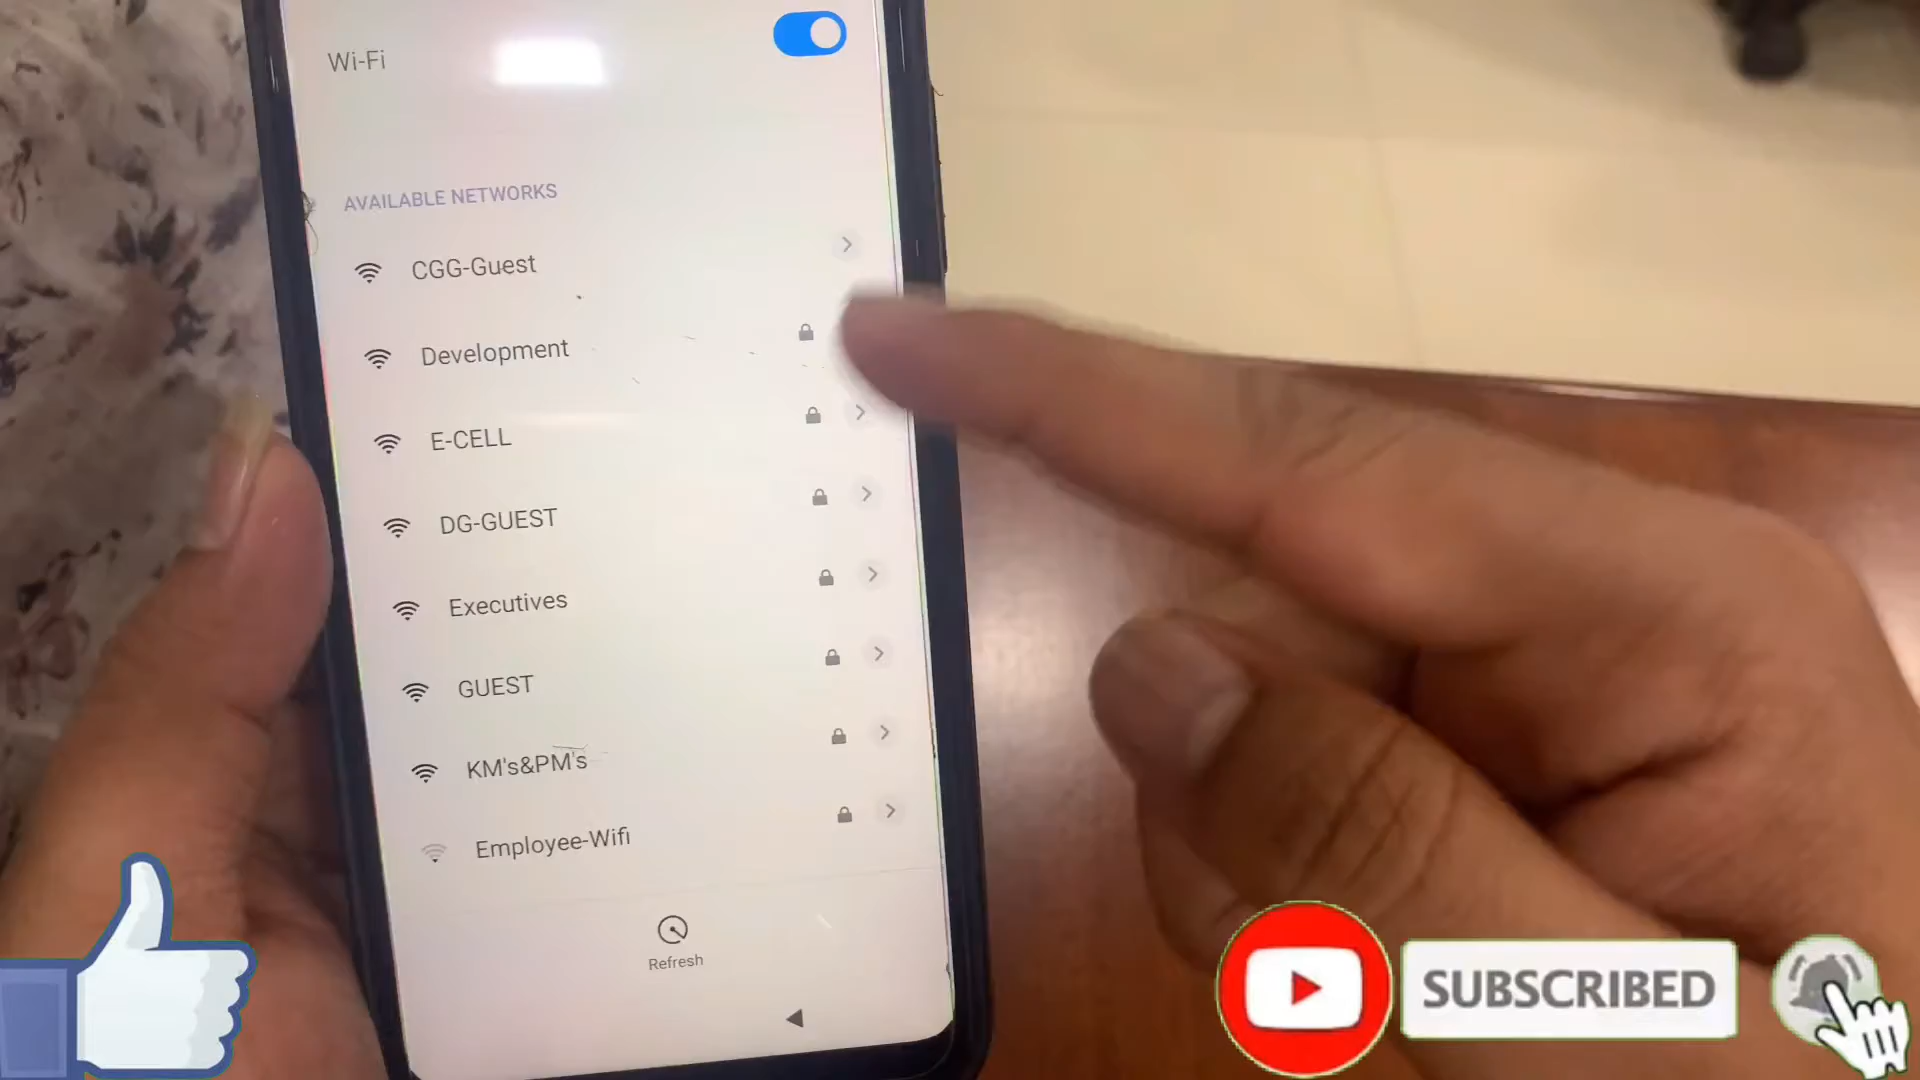 Wi-Fi
AVAILABLE NETWORKS
CGG-Guest
Development
E-CELL
DG-GUEST
Executives
GUEST
KM's&PM's
Employee-Wifi
Refresh
SUBSCRIBED